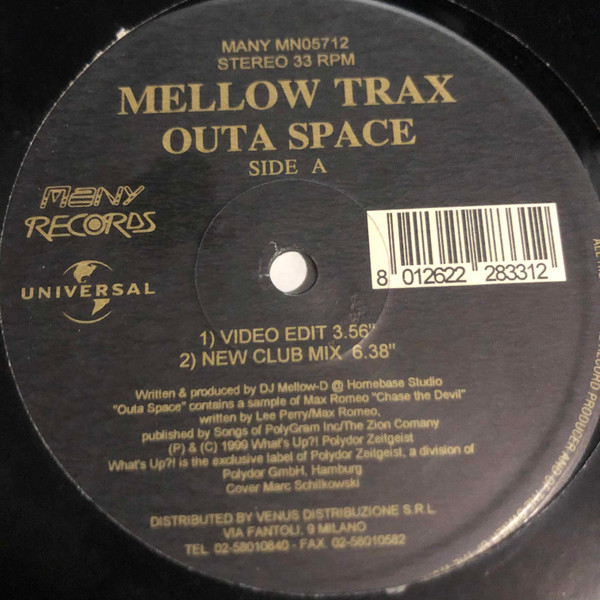 MANY MN05712
STEREO 33 RPM
MELLOW TRAX
OUTA SPACE
SIDE A
MANY
RECORDS
UNIVERSAL
8 012622 283312
1) VIDEO EDIT 3.56"
2) NEW CLUB MIX 6.38"
Written & produced by DJ Mellow-D @ Homebase Studio
"Outa Space" contains a sample of Max Romeo "Chase the Devil"
written by Lee Perry/Max Romeo,
published by Songs of PolyGram Inc/The Zion Comany
(P) & (C) 1999 What's Up?! Polydor Zeitgeist
What's Up?! is the exclusive label of Polydor Zeitgeist, a division of
Polydor GmbH, Hamburg
Cover Marc Schilkowski
DISTRIBUTED BY VENUS DISTRIBUZIONE S.R.L
VIA FANTOLI, 9 MILANO
TEL 02-58010840 - FAX 02-58010582
RECORD PRODUCER AND OF THE